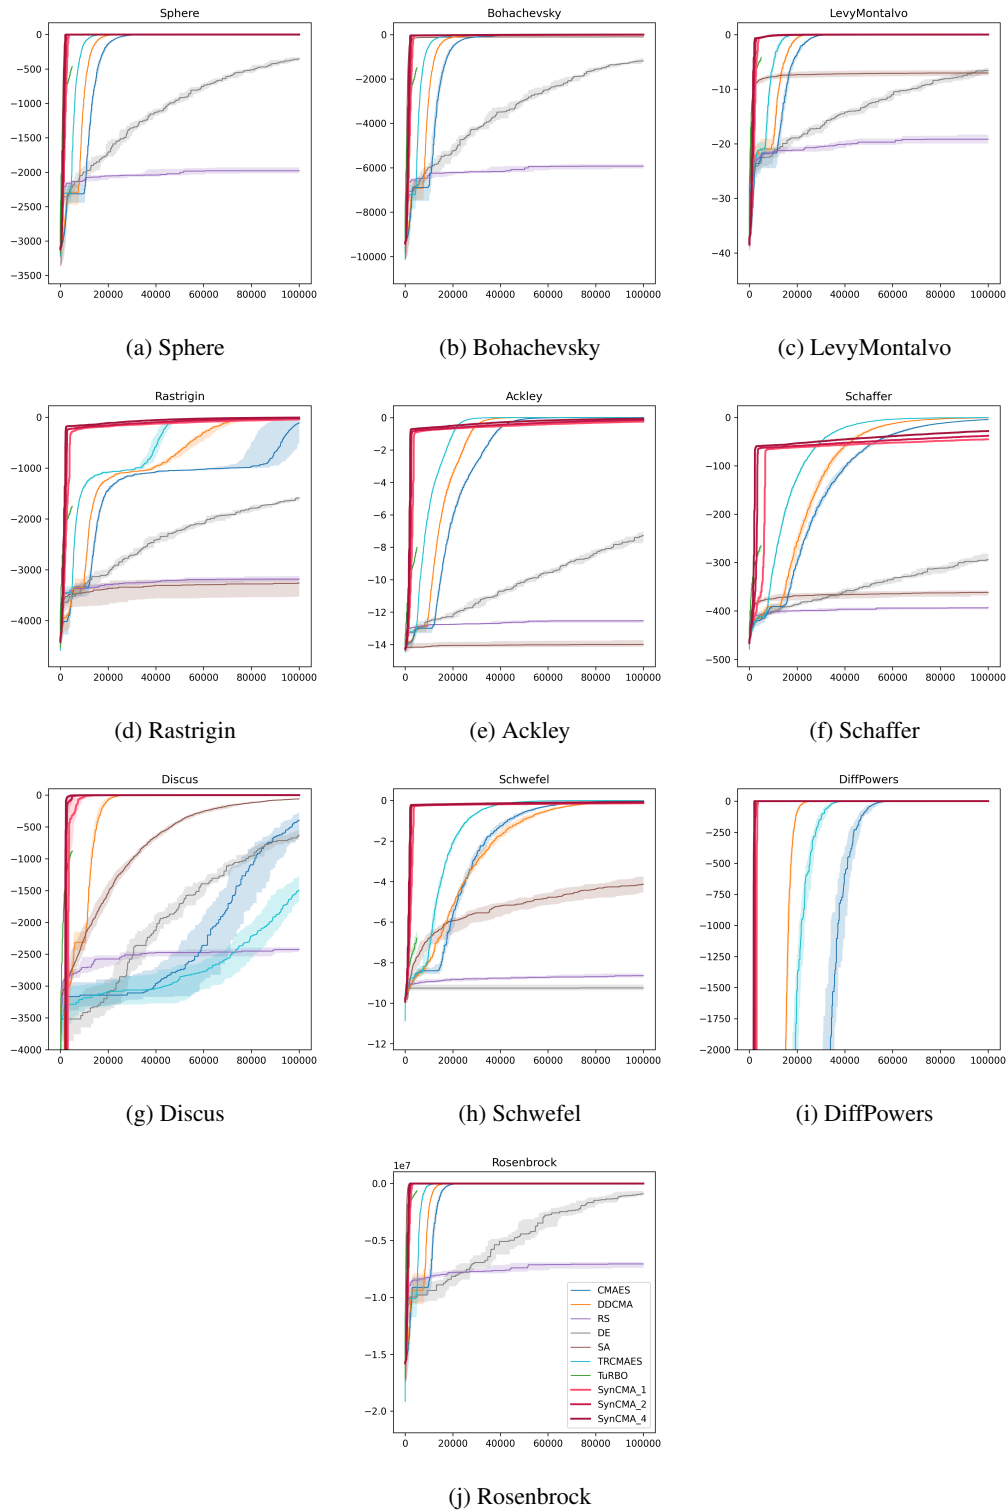 Sphere
0
−500
−1000
−1500
−2000
−2500
−3000
−3500
0 20000 40000 60000 80000 100000
(a) Sphere
Bohachevsky
0
−2000
−4000
−6000
−8000
−10000
0 20000 40000 60000 80000 100000
(b) Bohachevsky
LevyMontalvo
0
−10
−20
−30
−40
0 20000 40000 60000 80000 100000
(c) LevyMontalvo
Rastrigin
0
−1000
−2000
−3000
−4000
0 20000 40000 60000 80000 100000
(d) Rastrigin
Ackley
0
−2
−4
−6
−8
−10
−12
−14
0 20000 40000 60000 80000 100000
(e) Ackley
Schaffer
0
−100
−200
−300
−400
−500
0 20000 40000 60000 80000 100000
(f) Schaffer
Discus
0
−500
−1000
−1500
−2000
−2500
−3000
−3500
−4000
0 20000 40000 60000 80000 100000
(g) Discus
Schwefel
0
−2
−4
−6
−8
−10
−12
0 20000 40000 60000 80000 100000
(h) Schwefel
DiffPowers
0
−250
−500
−750
−1000
−1250
−1500
−1750
−2000
0 20000 40000 60000 80000 100000
(i) DiffPowers
1e7
Rosenbrock
0.0
−0.5
−1.0
−1.5
−2.0
CMAES
DDCMA
RS
DE
SA
TRCMAES
TuRBO
SynCMA_1
SynCMA_2
SynCMA_4
0 20000 40000 60000 80000 100000
(j) Rosenbrock